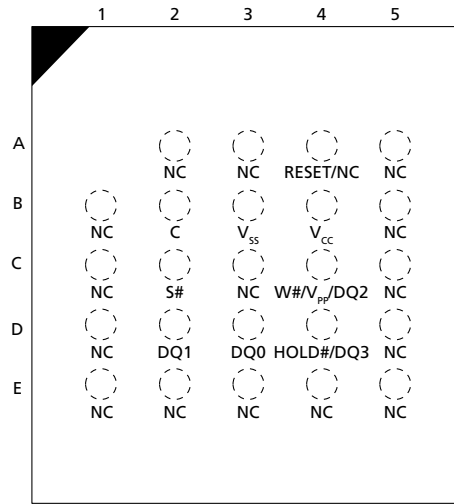 1 2 3 4 5
A
NC NC RESET/NC NC
B
NC C VSS VCC NC
C
NC S# NC W#/VPP/DQ2 NC
D
NC DQ1 DQ0 HOLD#/DQ3 NC
E
NC NC NC NC NC